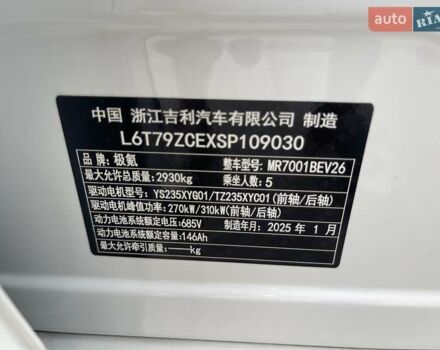 auto RIA
中国 浙江吉利汽车有限公司 制造
L6T79ZCEXSP109030
品牌:极氪 整车型号:MR7001BEV26
最大允许总质量:2930kg 乘坐人数:5
驱动电机型号:YS235XYG01/TZ235XYC01(前轴/后轴)
驱动电机峰值功率:270kW/310kW(前轴/后轴)
动力电池系统额定电压:685V 制造年月:2025 年 1 月
动力电池系统额定容量:146Ah
最大允许牵引质量:——kg